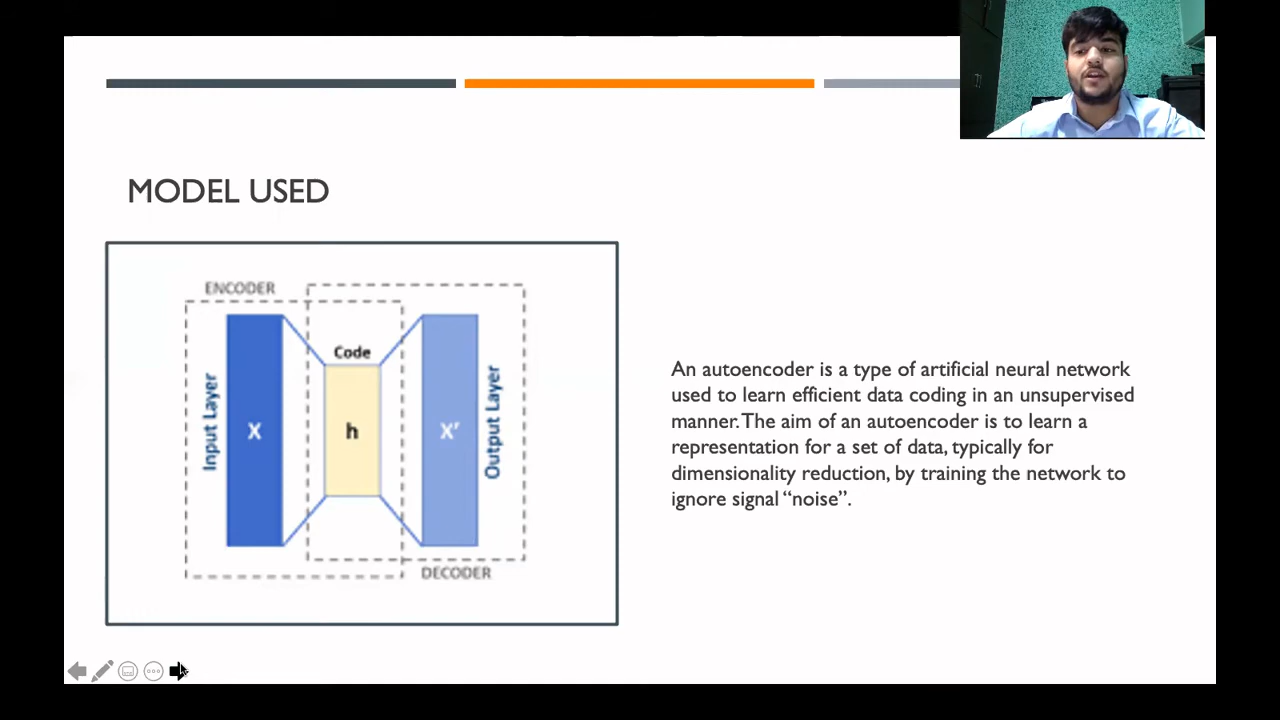 MODEL USED
ENCODER
Code
Input Layer
X
h
X'
Output Layer
DECODER
An autoencoder is a type of artificial neural network
used to learn efficient data coding in an unsupervised
manner. The aim of an autoencoder is to learn a
representation for a set of data, typically for
dimensionality reduction, by training the network to
ignore signal “noise”.